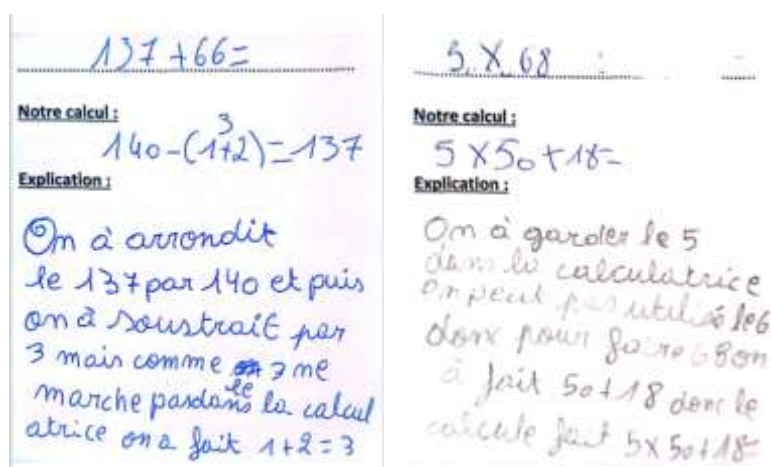 137 + 66 =
Notre calcul :
3
140 - (1+2) = 137
Explication :
On à arrondit
le 137 par 140 et puis
on à soustrait par
3 mais comme 3 ne
marche pas dans la calcul
atrice on a fait 1+2 = 3
5 X 68 :
Notre calcul :
5 X 50 + 18 =
Explication :
On à garder le 5
dans la calculatrice
on peut pas utilisé le 6
donc pour faire 68 on
à fait 50 + 18 donc le
calcule fait 5 X 50 + 18 =